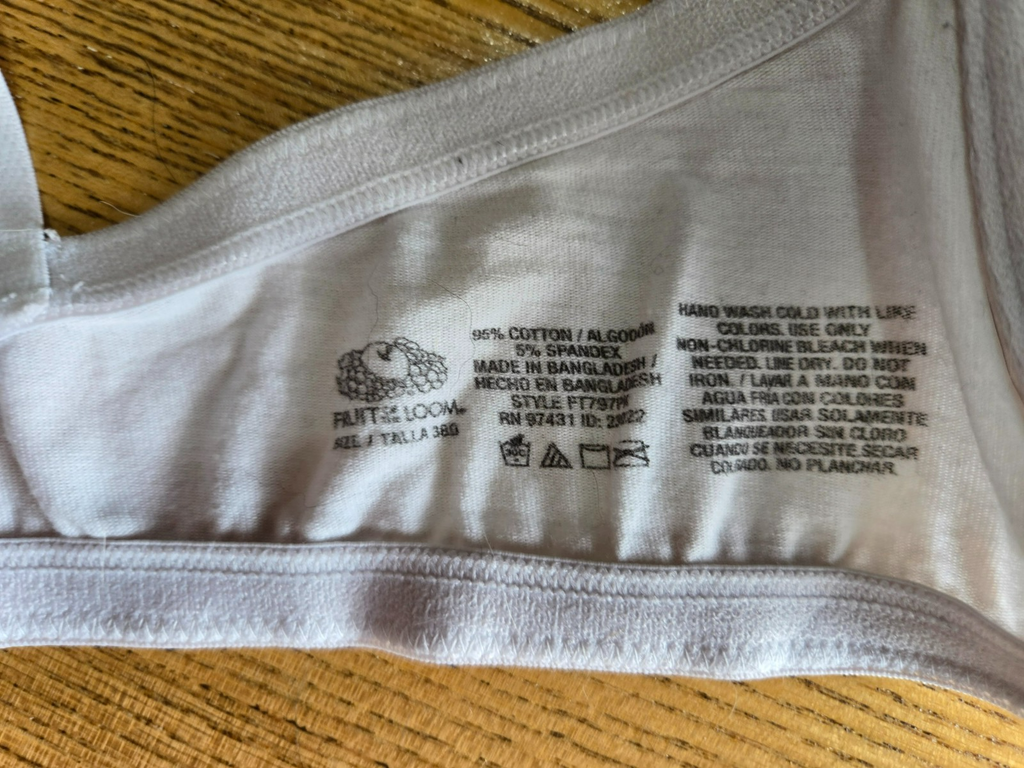 FRUIT OF THE LOOM®
SIZE / TALLA 38D
95% COTTON / ALGODÓN
5% SPANDEX
MADE IN BANGLADESH /
HECHO EN BANGLADESH
STYLE
RN 97431 ID:
30C
HAND WASH COLD WITH LIKE
COLORS. USE ONLY
NON-CHLORINE BLEACH WHEN
NEEDED. LINE DRY. DO NOT
IRON. / LAVAR A MANO CON
AGUA FRIA CON COLORES
SIMILARES. USAR SOLAMENTE
BLANQUEADOR SIN CLORO
CUANDO SE NECESITE. SECAR
COLGADO. NO PLANCHAR.